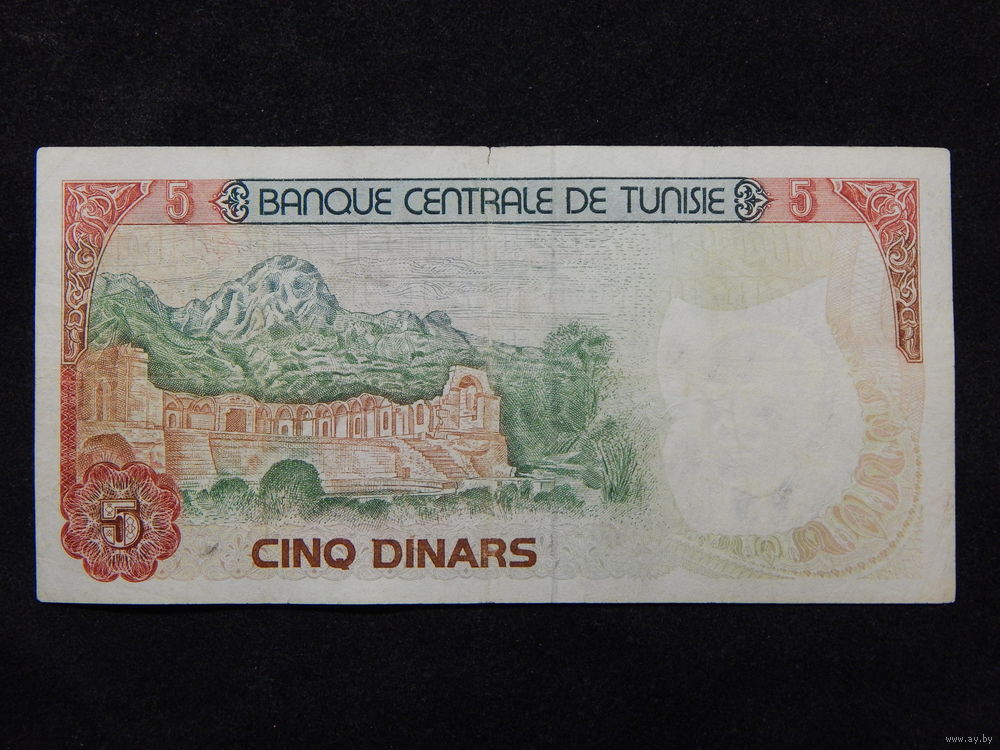 5 BANQUE CENTRALE DE TUNISIE 5
5 CINQ DINARS
www.ay.by